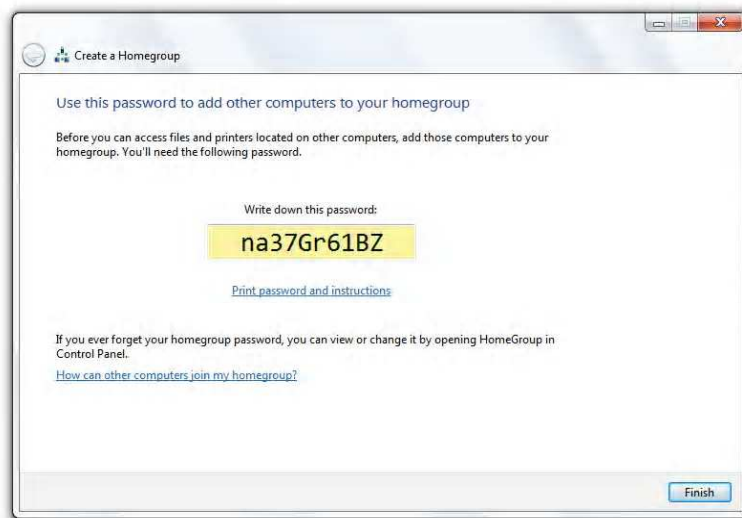 Create a Homegroup
Use this password to add other computers to your homegroup
Before you can access files and printers located on other computers, add those computers to your
homegroup. You'll need the following password.
Write down this password:
na37Gr61BZ
Print password and instructions
If you ever forget your homegroup password, you can view or change it by opening HomeGroup in
Control Panel.
How can other computers join my homegroup?
Finish